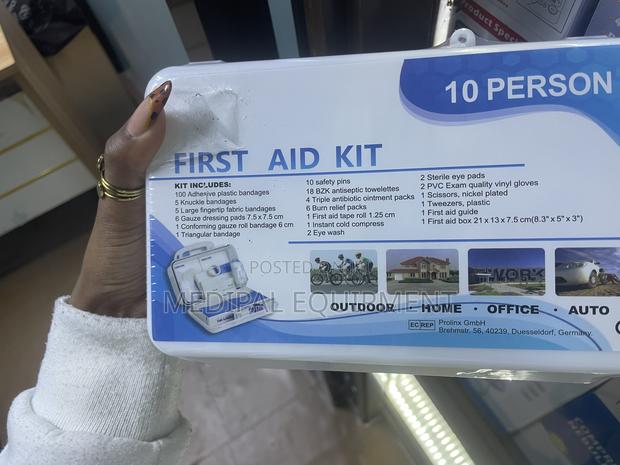 Product Speci
10 PERSON
FIRST AID KIT
KIT INCLUDES:
100 Adhesive plastic bandages
5 Knuckle bandages
5 Large fingertip fabric bandages
6 Gauze dressing pads 7.5 x 7.5 cm
1 Conforming gauze roll bandage 6 cm
1 Triangular bandage
10 safety pins
18 BZK antiseptic towelettes
4 Triple antibiotic ointment packs
6 Burn relief packs
1 First aid tape roll 1.25 cm
1 Instant cold compress
2 Eye wash
2 Sterile eye pads
2 PVC Exam quality vinyl gloves
1 Scissors, nickel plated
1 Tweezers, plastic
1 First aid guide
1 First aid box 21 x 13 x 7.5 cm(8.3" x 5" x 3")
POSTED
MEDIPAL EQUIPMENT
WORK
OUTDOOR · HOME · OFFICE · AUTO
EC REP Prolinx GmbH
Brehmstr. 56, 40239, Duesseldorf, Germany